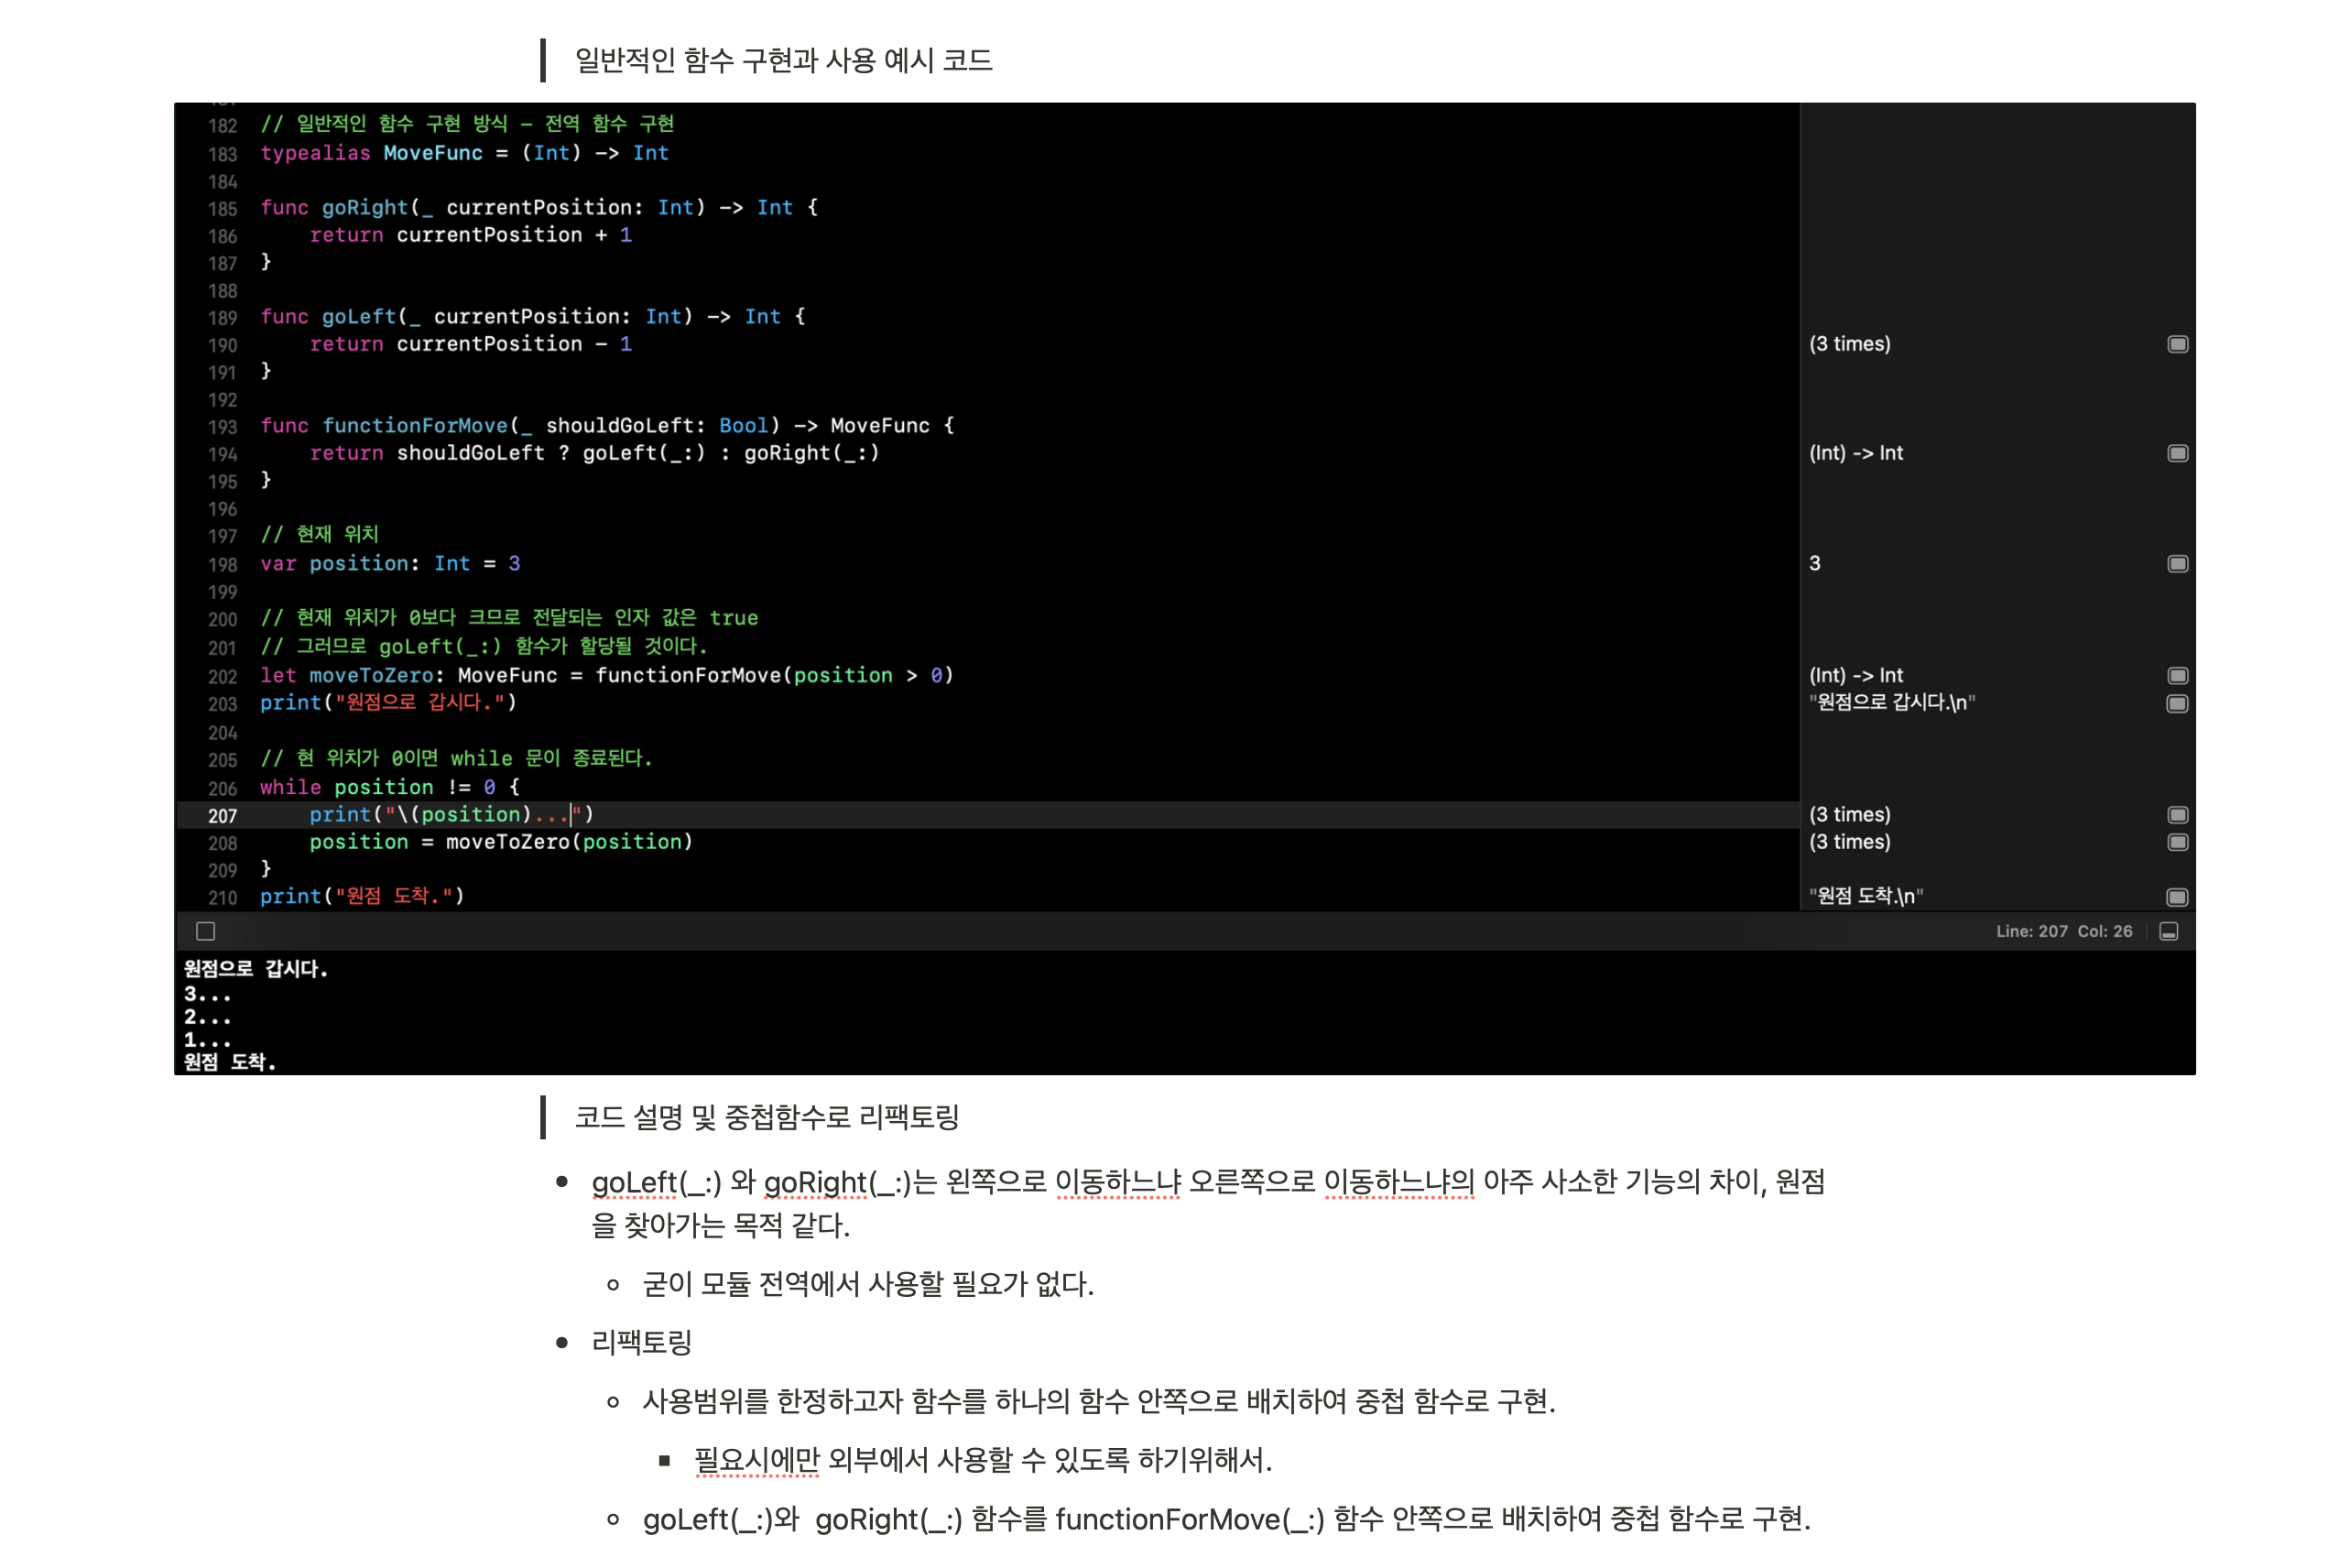 일반적인 함수 구현과 사용 예시 코드
182 // 일반적인 함수 구현 방식 – 전역 함수 구현
183 typealias MoveFunc = (Int) -> Int
184
185 func goRight(_ currentPosition: Int) -> Int {
186     return currentPosition + 1
187 }
188
189 func goLeft(_ currentPosition: Int) -> Int {
190     return currentPosition - 1 (3 times)
191 }
192
193 func functionForMove(_ shouldGoLeft: Bool) -> MoveFunc {
194     return shouldGoLeft ? goLeft(_:) : goRight(_:) (Int) -> Int
195 }
196
197 // 현재 위치
198 var position: Int = 3 3
199
200 // 현재 위치가 0보다 크므로 전달되는 인자 값은 true
201 // 그러므로 goLeft(_:) 함수가 할당될 것이다.
202 let moveToZero: MoveFunc = functionForMove(position > 0) (Int) -> Int
203 print("원점으로 갑시다.") "원점으로 갑시다.\n"
204
205 // 현 위치가 0이면 while 문이 종료된다.
206 while position != 0 {
207     print("\(position)...") (3 times)
208     position = moveToZero(position) (3 times)
209 }
210 print("원점 도착.") "원점 도착.\n"
Line: 207 Col: 26
원점으로 갑시다.
3...
2...
1...
원점 도착.
코드 설명 및 중첩함수로 리팩토링
• goLeft(_:) 와 goRight(_:)는 왼쪽으로 이동하느냐 오른쪽으로 이동하느냐의 아주 사소한 기능의 차이, 원점
을 찾아가는 목적 같다.
◦ 굳이 모듈 전역에서 사용할 필요가 없다.
• 리팩토링
◦ 사용범위를 한정하고자 함수를 하나의 함수 안쪽으로 배치하여 중첩 함수로 구현.
▪ 필요시에만 외부에서 사용할 수 있도록 하기위해서.
◦ goLeft(_:)와 goRight(_:) 함수를 functionForMove(_:) 함수 안쪽으로 배치하여 중첩 함수로 구현.